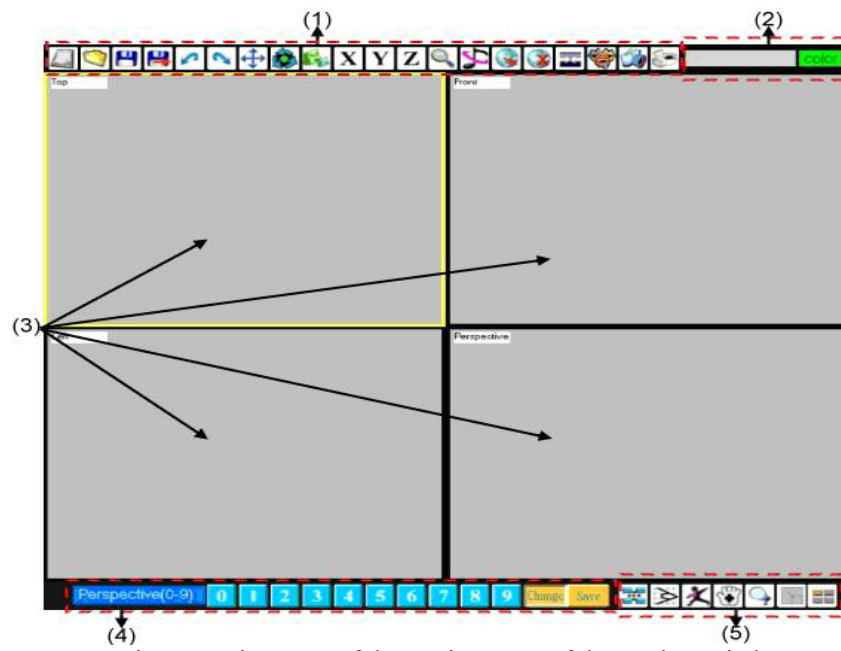 (1) (2)
X Y Z color
Top Front
(3)
Left Perspective
Perspective(0-9) 0 1 2 3 4 5 6 7 8 9 Change Save
(4) (5)